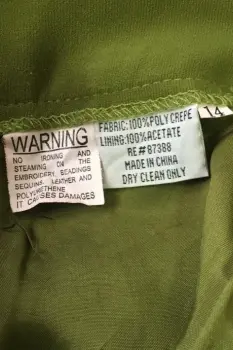 WARNING
NO IRONING AND
STEAMING ON THE
EMBROIDERY, BEADINGS
SEQUINS, LEATHER AND
POLYURETHENE
IT CAUSES DAMAGES
FABRIC:100%POLY CREPE
LINING:100%ACETATE
RE#87388
MADE IN CHINA
DRY CLEAN ONLY
14